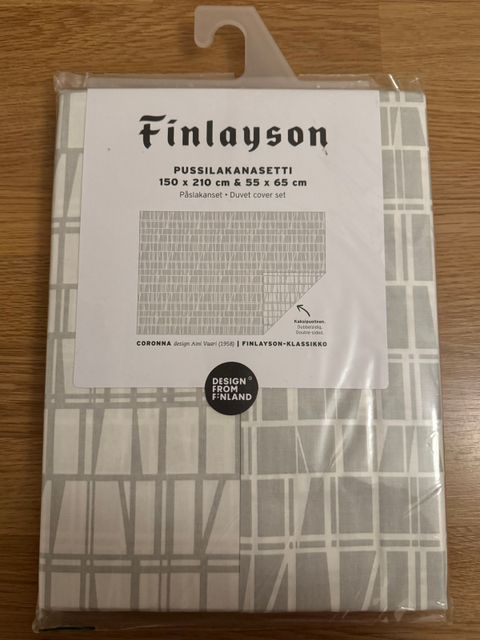 Finlayson
PUSSILAKANASETTI
150 x 210 cm & 55 x 65 cm
Påslakanset • Duvet cover set
Kaksipuolinen.
Dubbelsidig.
Double-sided.
CORONNA design Aini Vaari (1958) | FINLAYSON-KLASSIKKO
DESIGN
FROM
FINLAND